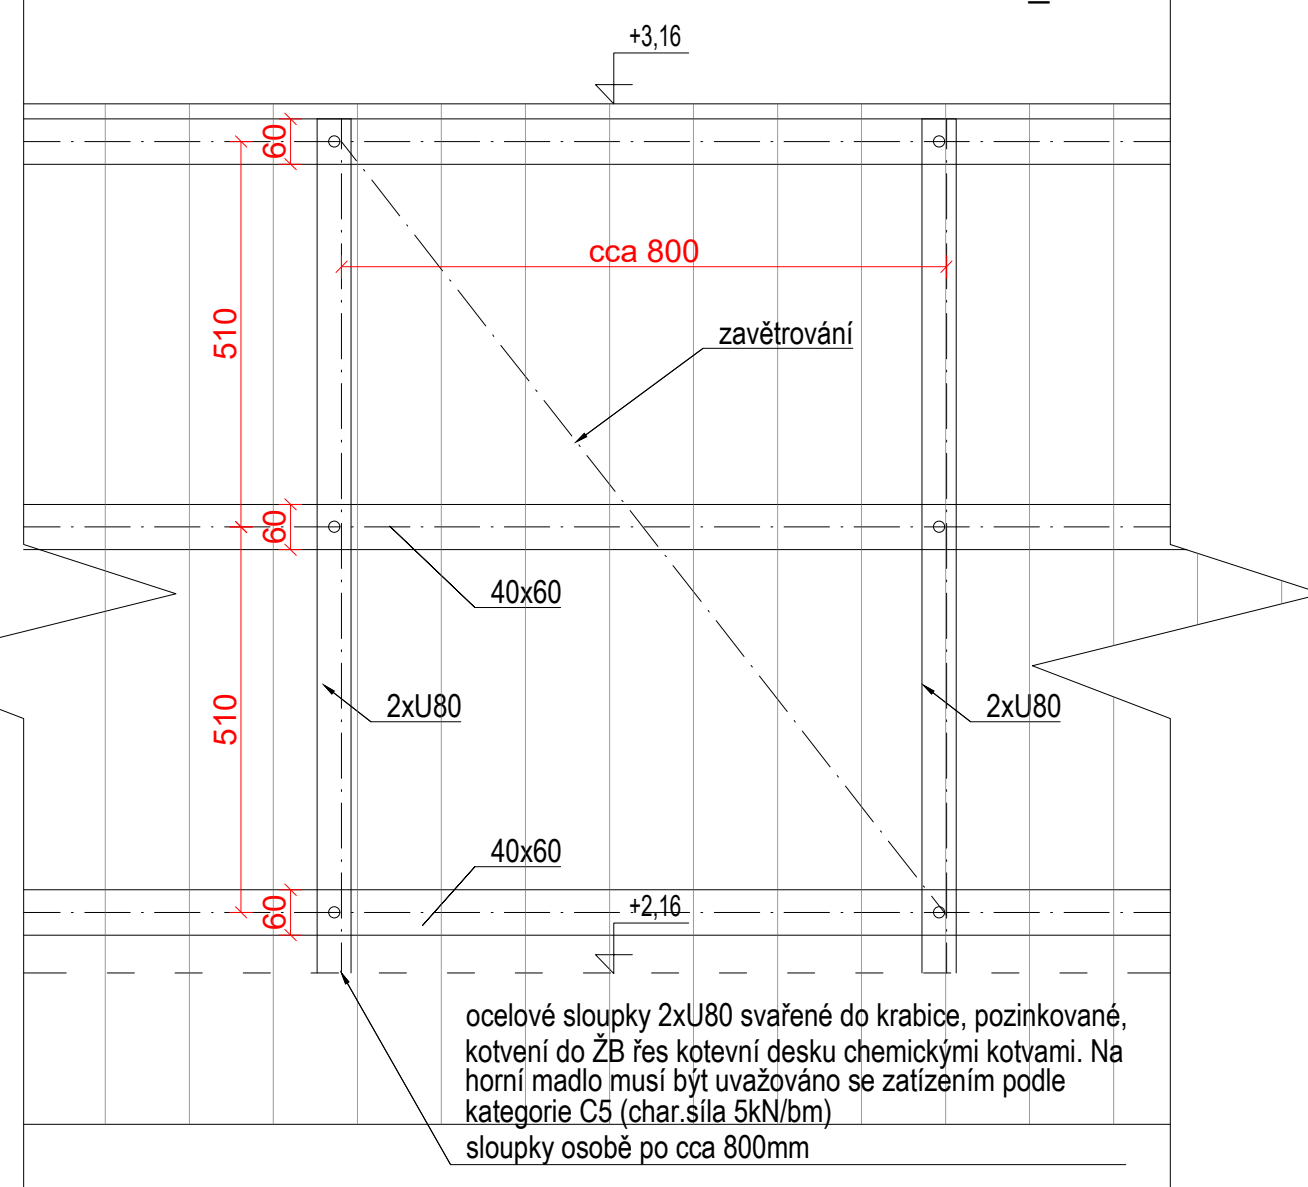 +3,16
60
cca 800
510
zavětrování
60
40x60
510
2xU80
2xU80
40x60
60
+2,16
ocelové sloupky 2xU80 svařené do krabice, pozinkované,
kotvení do ŽB řes kotevní desku chemickými kotvami. Na
horní madlo musí být uvažováno se zatízením podle
kategorie C5 (char.síla 5kN/bm)
sloupky osobě po cca 800mm